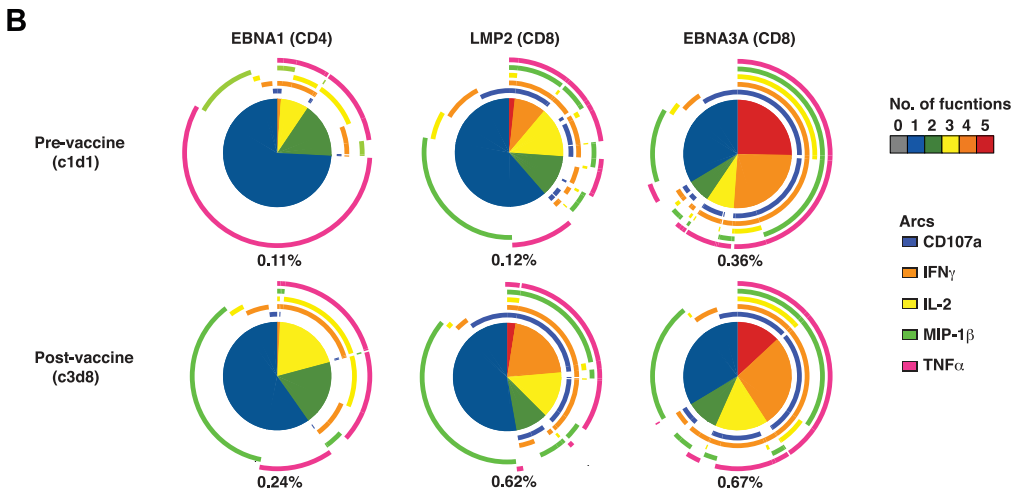 B
EBNA1 (CD4)
LMP2 (CD8)
EBNA3A (CD8)
Pre-vaccine
(c1d1)
0.11%
0.12%
0.36%
No. of fucntions
0 1 2 3 4 5
Arcs
CD107a
IFNγ
IL-2
MIP-1β
TNFα
Post-vaccine
(c3d8)
0.24%
0.62%
0.67%